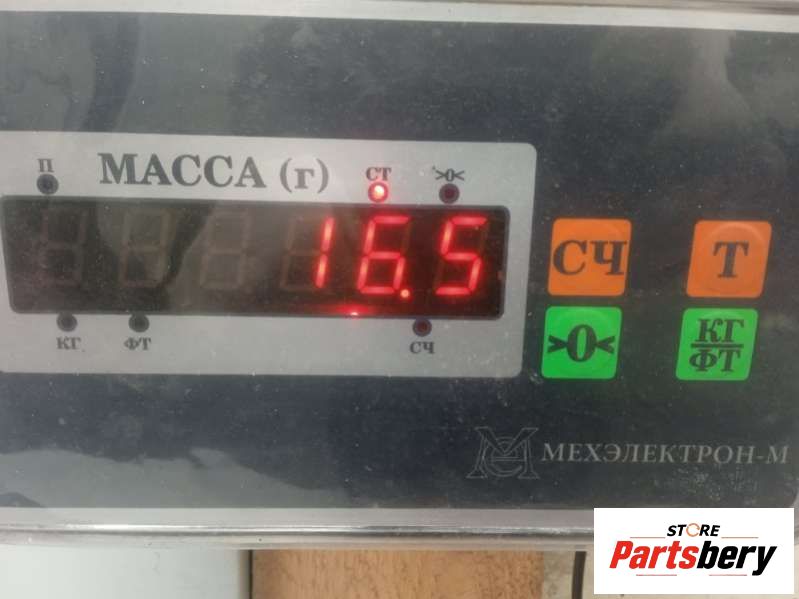 П МАССА (г) СТ >0<
16.5
КГ ФТ СЧ
СЧ Т
>0< КГ
ФТ
МЕХЭЛЕКТРОН-М
STORE
Partsbery